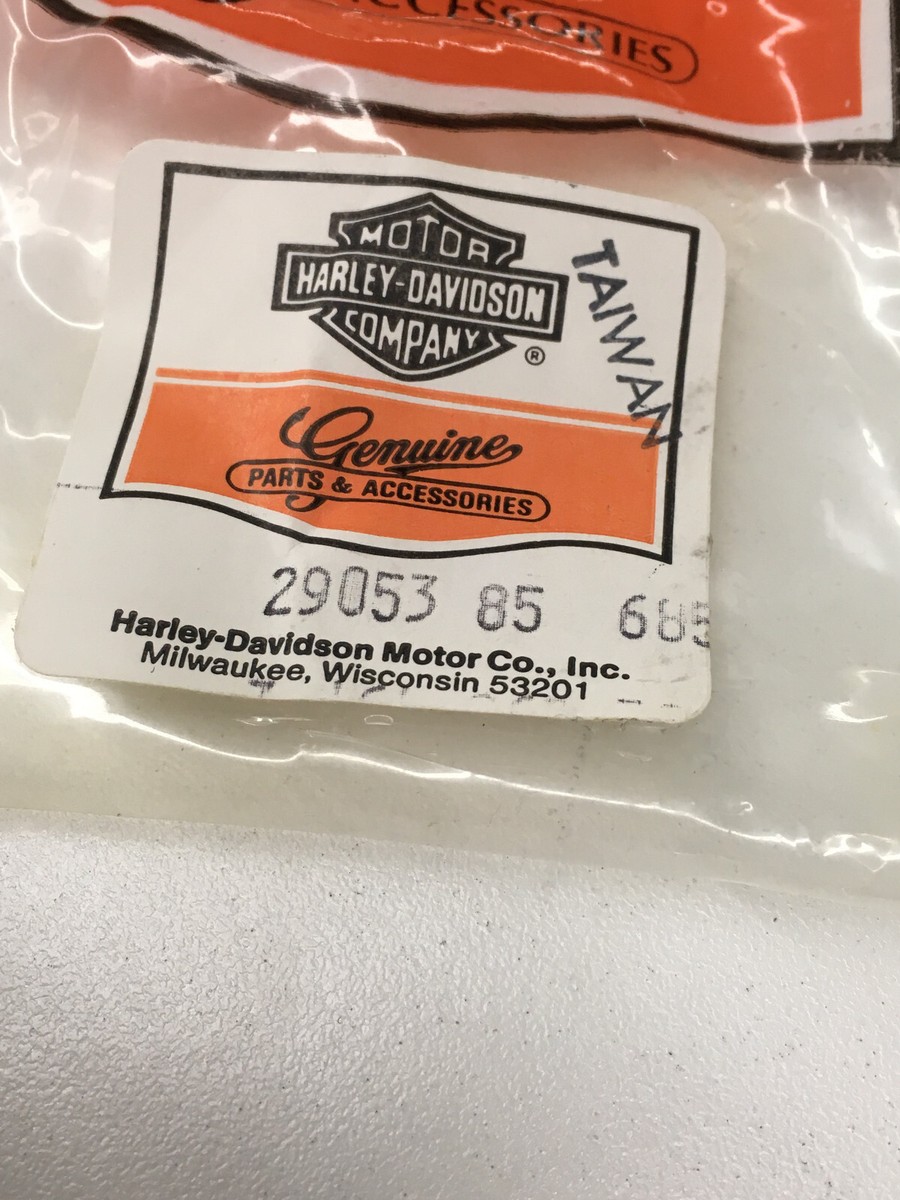 ACCESSORIES
MOTOR
HARLEY-DAVIDSON
COMPANY
®
TAIWAN
Genuine
PARTS & ACCESSORIES
29053 85 685
Harley-Davidson Motor Co., Inc.
Milwaukee, Wisconsin 53201